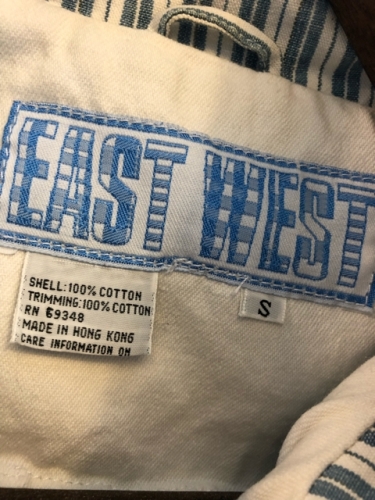 EAST WEST
SHELL:100% COTTON
TRIMMING:100% COTTON
RN 69348
MADE IN HONG KONG
CARE INFORMATION ON
S